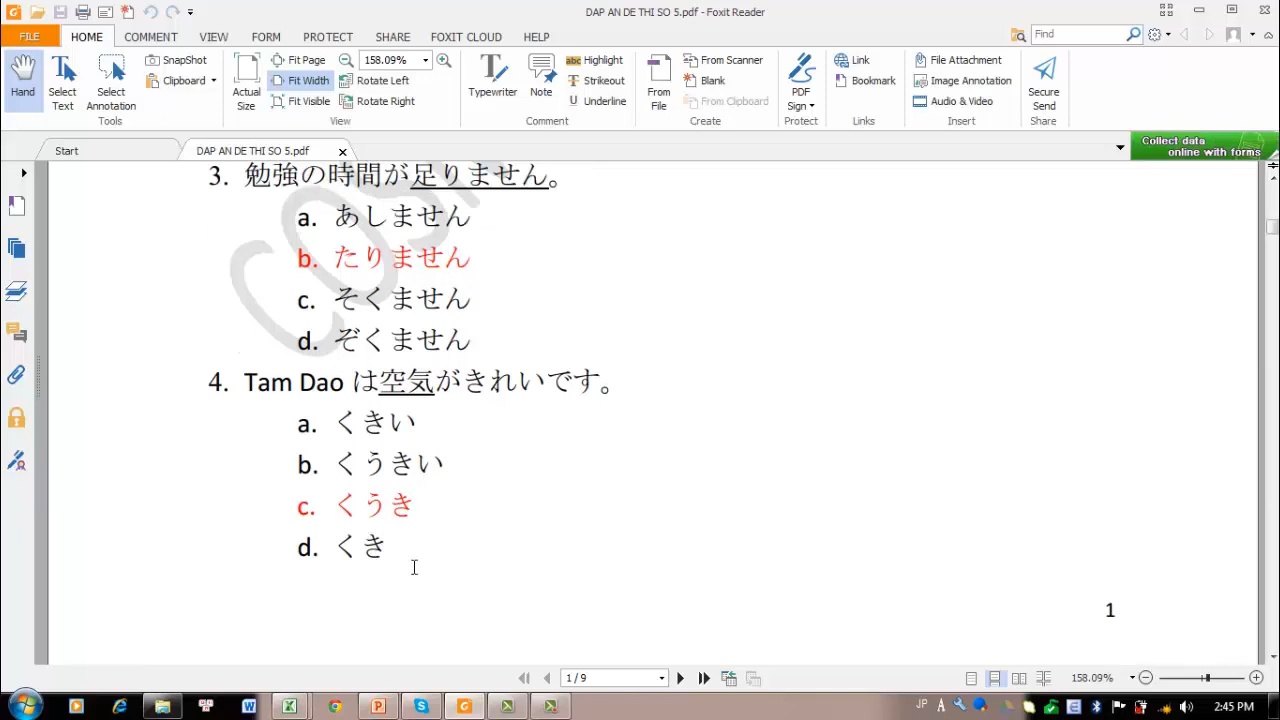 DAP AN DE THI SO 5.pdf - Foxit Reader
FILE HOME COMMENT VIEW FORM PROTECT SHARE FOXIT CLOUD HELP Find
Hand Select Text Select Annotation SnapShot Clipboard
Tools
Actual Size Fit Page Fit Width Fit Visible 158.09% Rotate Left Rotate Right
View
Typewriter Note Highlight Strikeout Underline
Comment
From File From Scanner Blank From Clipboard
Create
PDF Sign
Protect
Link Bookmark
Links
File Attachment Image Annotation Audio & Video
Insert
Secure Send
Share
Start DAP AN DE THI SO 5.pdf
Collect data
online with forms
3. 勉強の時間が足りません。
a. あしません
b. たりません
c. そくません
d. ぞくません
4. Tam Dao は空気がきれいです。
a. くきい
b. くうきい
c. くうき
d. くき
1
1 / 9 158.09%
JP 2:45 PM